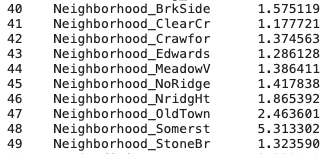 40 Neighborhood_BrkSide 1.575119
41 Neighborhood_ClearCr 1.177721
42 Neighborhood_Crawfor 1.374563
43 Neighborhood_Edwards 1.286128
44 Neighborhood_MeadowV 1.386411
45 Neighborhood_NoRidge 1.417838
46 Neighborhood_NridgHt 1.865392
47 Neighborhood_OldTown 2.463601
48 Neighborhood_Somerst 5.313302
49 Neighborhood_StoneBr 1.323590